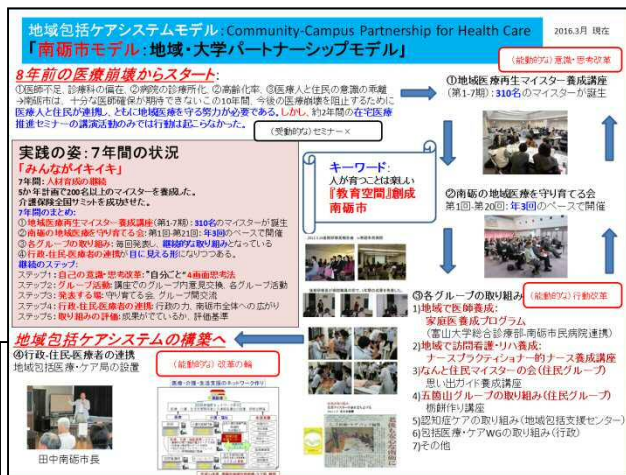 地域包括ケアシステムモデル:Community-Campus Partnership for Health Care
「南砺市モデル:地域・大学パートナーシップモデル」
2016.3月 現在
(能動的な)意識・思考改革
8年前の医療崩壊からスタート:
①医師不足、診療科の偏在、②病院の診療所化、②高齢化率、③医療人と住民の意識の乖離
→南砺市は、十分な医師確保が期待できないこの10年間、今後の医療崩壊を阻止するために
医療人と住民が連携し、ともに地域医療を守る努力が必要である。しかし、約2年間の在宅医療
推進セミナーの講演活動のみでは行動は起こらなかった。
(受動的な)セミナー×
①地域医療再生マイスター養成講座
(第1-7期):310名のマイスターが誕生
実践の姿:7年間の状況
「みんながイキイキ」
7年間:人材育成の継続
5か年計画で200名以上のマイスターを養成した。
介護保険全国サミットを成功させた。
7年間のまとめ:
①地域医療再生マイスター養成講座(第1-7期):310名のマイスターが誕生
②南砺の地域医療を守り育てる会:第1回-第21回:年3回のペースで開催
③各グループの取り組み:毎回発表し、継続的な取り組みとなっている
④行政-住民-医療者の連携が目に見える形になりつつある。
継続のステップ
ステップ1:自己の意識・思考改革:"自分ごと"4画面思考法
ステップ2:グループ活動:講座でのグループ内意見交換、各グループ活動
ステップ3:発表する場:守り育てる会、グループ間交流
ステップ4:行政-住民-医療者の連携:行政の力、南砺市全体への広がり
ステップ5:取り組みの評価:成果がでているか、評価基準
キーワード:
人が育つことは楽しい
『教育空間』創成
南砺市
②南砺の地域医療を守り育てる会
第1回-第20回:年3回のペースで開催
③各グループの取り組み
(能動的な)行動改革
1)地域で医師養成:
家庭医養成プログラム
(富山大学総合診療部-南砺市民病院連携)
2)地域で訪問看護・リハ養成:
ナースプラクティショナー的ナース養成講座
3)なんと住民マイスターの会(住民グループ)
思い出ガイド養成講座
4)五箇山グループの取り組み(住民グループ)
栃餅作り講座
5)認知症ケアの取り組み(地域包括支援センター)
6)包括医療・ケアWGの取り組み(行政)
7)その他
地域包括ケアシステムの構築へ
④行政-住民-医療者の連携
地域包括医療・ケア局の設置
(能動的な)改革の輪
医療・介護・生活支援のネットワーク作り
田中南砺市長